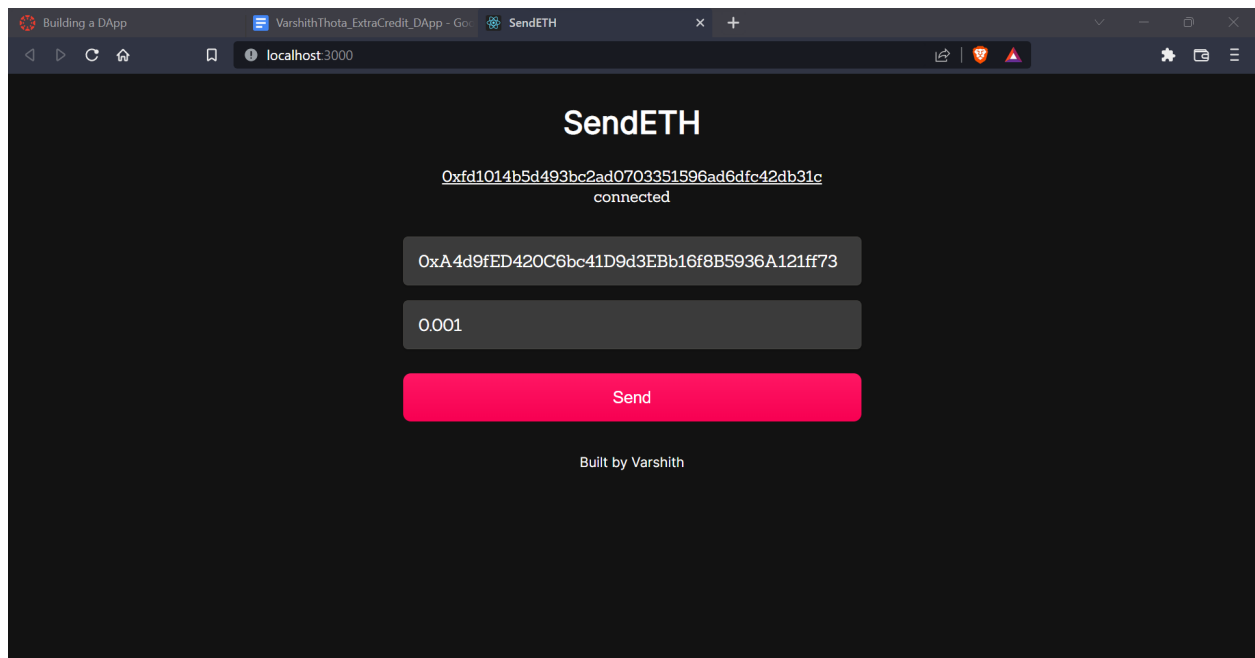 Building a DApp
VarshithThota_ExtraCredit_DApp - Goo
SendETH
localhost:3000
SendETH
0xfd1014b5d493bc2ad0703351596ad6dfc42db31c
connected
0xA4d9fED420C6bc41D9d3EBb16f8B5936A121ff73
0.001
Send
Built by Varshith